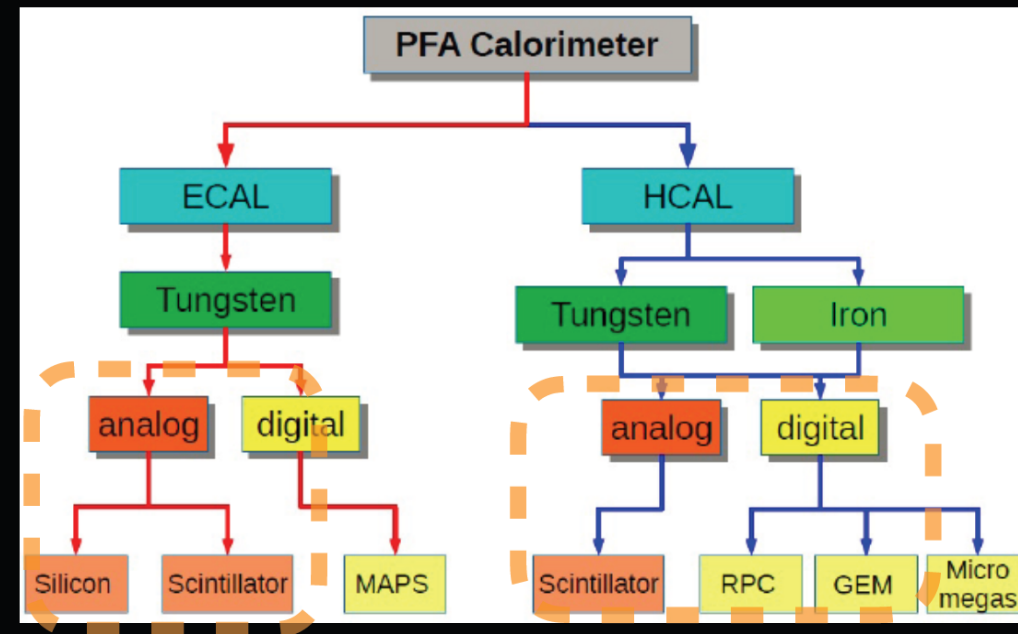 PFA Calorimeter
ECAL
HCAL
Tungsten
Tungsten
Iron
analog
digital
analog
digital
Silicon
Scintillator
MAPS
Scintillator
RPC
GEM
Micro
megas